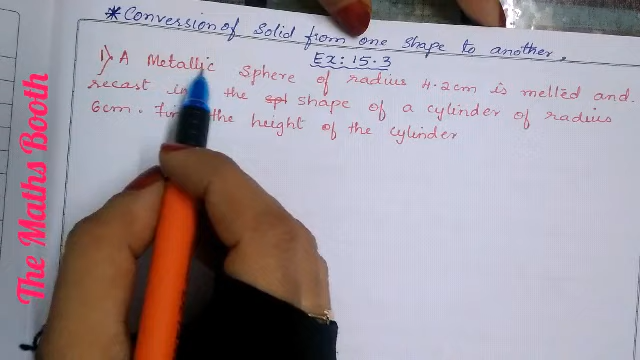 *Conversion of Solid from one shape to another.
Ex: 15.3
1) A Metallic Sphere of radius 4.2cm is melted and
recast the shape of a cylinder of radius
6cm. the height of the cylinder
The Maths Booth